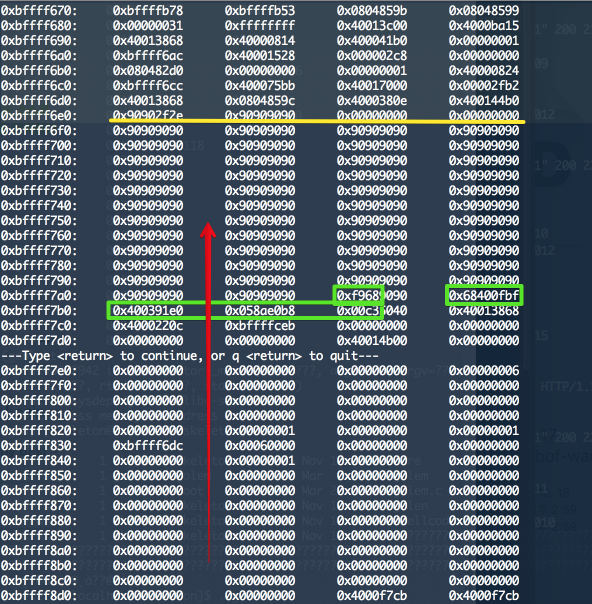 0xbffff670: 0xbffffb78 0xbffffb53 0x0804859b 0x08048599
0xbffff680: 0x00000031 0xffffffff 0x40013c00 0x4000ba15
0xbffff690: 0x40013868 0x40000814 0x400041b0 0x00000001
0xbffff6a0: 0xbffff6ac 0x40001528 0x000002c8 0x00000000
0xbffff6b0: 0x080482d0 0x00000000 0x00000001 0x40000824
0xbffff6c0: 0xbffff6cc 0x400075bb 0x40017000 0x00002fb2
0xbffff6d0: 0x40013868 0x0804859c 0x4000380e 0x400144b0
0xbffff6e0: 0x90902f2e 0x90909090 0x00000000 0x00000000
0xbffff6f0: 0x90909090 0x90909090 0x90909090 0x90909090
0xbffff700: 0x90909090 0x90909090 0x90909090 0x90909090
0xbffff710: 0x90909090 0x90909090 0x90909090 0x90909090
0xbffff720: 0x90909090 0x90909090 0x90909090 0x90909090
0xbffff730: 0x90909090 0x90909090 0x90909090 0x90909090
0xbffff740: 0x90909090 0x90909090 0x90909090 0x90909090
0xbffff750: 0x90909090 0x90909090 0x90909090 0x90909090
0xbffff760: 0x90909090 0x90909090 0x90909090 0x90909090
0xbffff770: 0x90909090 0x90909090 0x90909090 0x90909090
0xbffff780: 0x90909090 0x90909090 0x90909090 0x90909090
0xbffff790: 0x90909090 0x90909090 0x90909090 0x90909090
0xbffff7a0: 0x90909090 0x90909090 0xf9689090 0x68400fbf
0xbffff7b0: 0x400391e0 0x058ae0b8 0x00c34040 0x40013868
0xbffff7c0: 0x4000220c 0xbffffceb 0x00000000 0x00000000
0xbffff7d0: 0x00000000 0x00000000 0x40014b00 0x00000000
---Type <return> to continue, or q <return> to quit---
0xbffff7e0: 0x00000000 0x00000000 0x00000000 0x00000006
0xbffff7f0: 0x00000000 0x00000000 0x00000000 0x00000000
0xbffff800: 0x00000000 0x00000000 0x00000000 0x00000000
0xbffff810: 0x00000000 0x00000000 0x00000000 0x00000000
0xbffff820: 0x00000000 0x00000001 0x00000000 0x00000001
0xbffff830: 0xbffff6dc 0x00060000 0x00000000 0x00000000
0xbffff840: 0x00000000 0x00000001 0x00000000 0x00000000
0xbffff850: 0x00000000 0x00000000 0x00000000 0x00000000
0xbffff860: 0x00000000 0x00000000 0x00000000 0x00000000
0xbffff870: 0x00000000 0x00000000 0x00000000 0x00000000
0xbffff880: 0x00000000 0x00000000 0x00000000 0x00000000
0xbffff890: 0x00000000 0x00000000 0x00000000 0x00000000
0xbffff8a0: 0x00000000 0x00000000 0x00000000 0x00000000
0xbffff8b0: 0x00000000 0x00000000 0x00000000 0x00000000
0xbffff8c0: 0x00000000 0x00000000 0x00000000 0x00000000
0xbffff8d0: 0x00000000 0x00000000 0x4000f7cb 0x4000f7cb